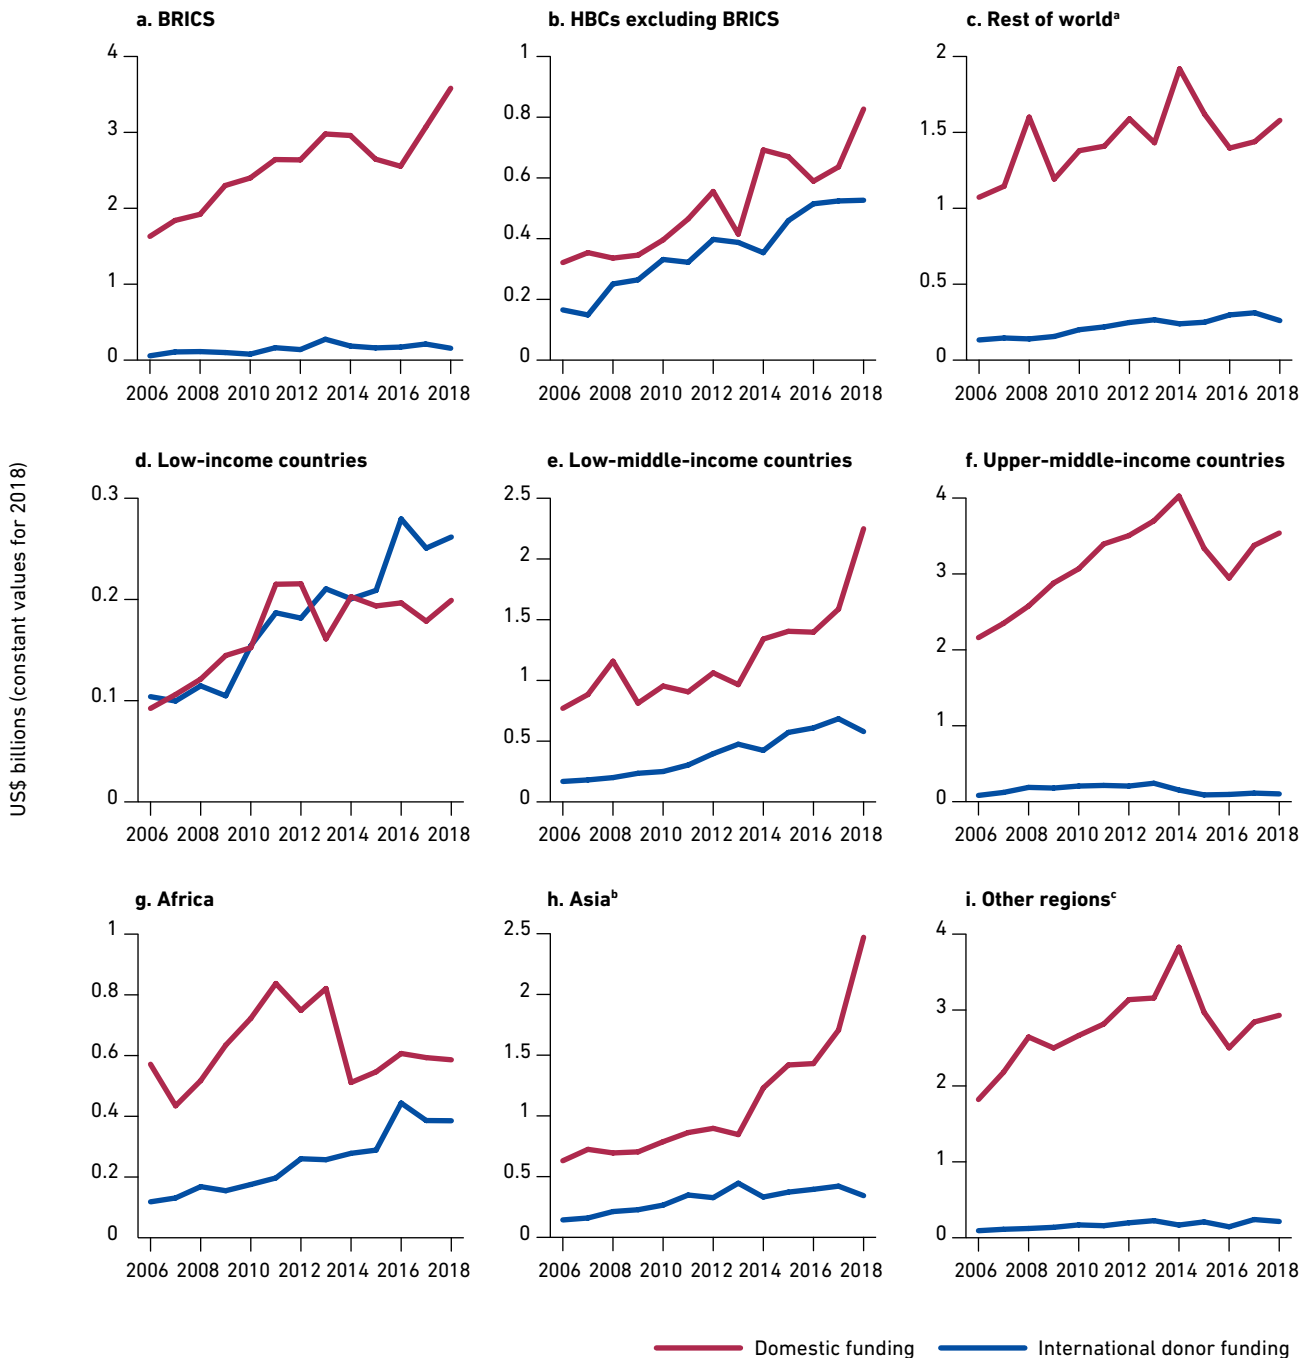 a. BRICS
b. HBCs excluding BRICS
c. Rest of worldᵃ
4
3
2
1
0
2006 2008 2010 2012 2014 2016 2018
1
0.8
0.6
0.4
0.2
0
2006 2008 2010 2012 2014 2016 2018
2
1.5
1
0.5
0
2006 2008 2010 2012 2014 2016 2018
US$ billions (constant values for 2018)
d. Low-income countries
e. Low-middle-income countries
f. Upper-middle-income countries
0.3
0.2
0.1
0
2006 2008 2010 2012 2014 2016 2018
2.5
2
1.5
1
0.5
0
2006 2008 2010 2012 2014 2016 2018
4
3
2
1
0
2006 2008 2010 2012 2014 2016 2018
g. Africa
h. Asiaᵇ
i. Other regionsᶜ
1
0.8
0.6
0.4
0.2
0
2006 2008 2010 2012 2014 2016 2018
2.5
2
1.5
1
0.5
0
2006 2008 2010 2012 2014 2016 2018
4
3
2
1
0
2006 2008 2010 2012 2014 2016 2018
Domestic funding
International donor funding